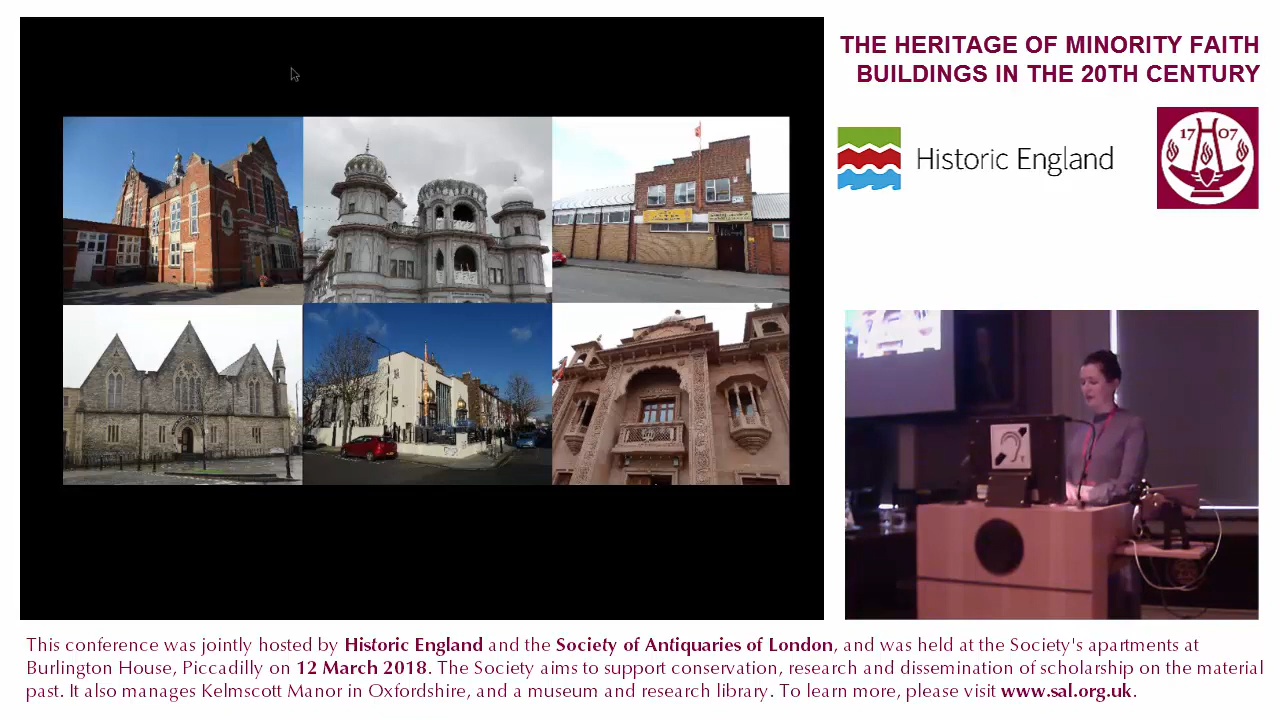 THE HERITAGE OF MINORITY FAITH
BUILDINGS IN THE 20TH CENTURY
Historic England
17 07
This conference was jointly hosted by Historic England and the Society of Antiquaries of London, and was held at the Society's apartments at
Burlington House, Piccadilly on 12 March 2018. The Society aims to support conservation, research and dissemination of scholarship on the material
past. It also manages Kelmscott Manor in Oxfordshire, and a museum and research library. To learn more, please visit www.sal.org.uk.